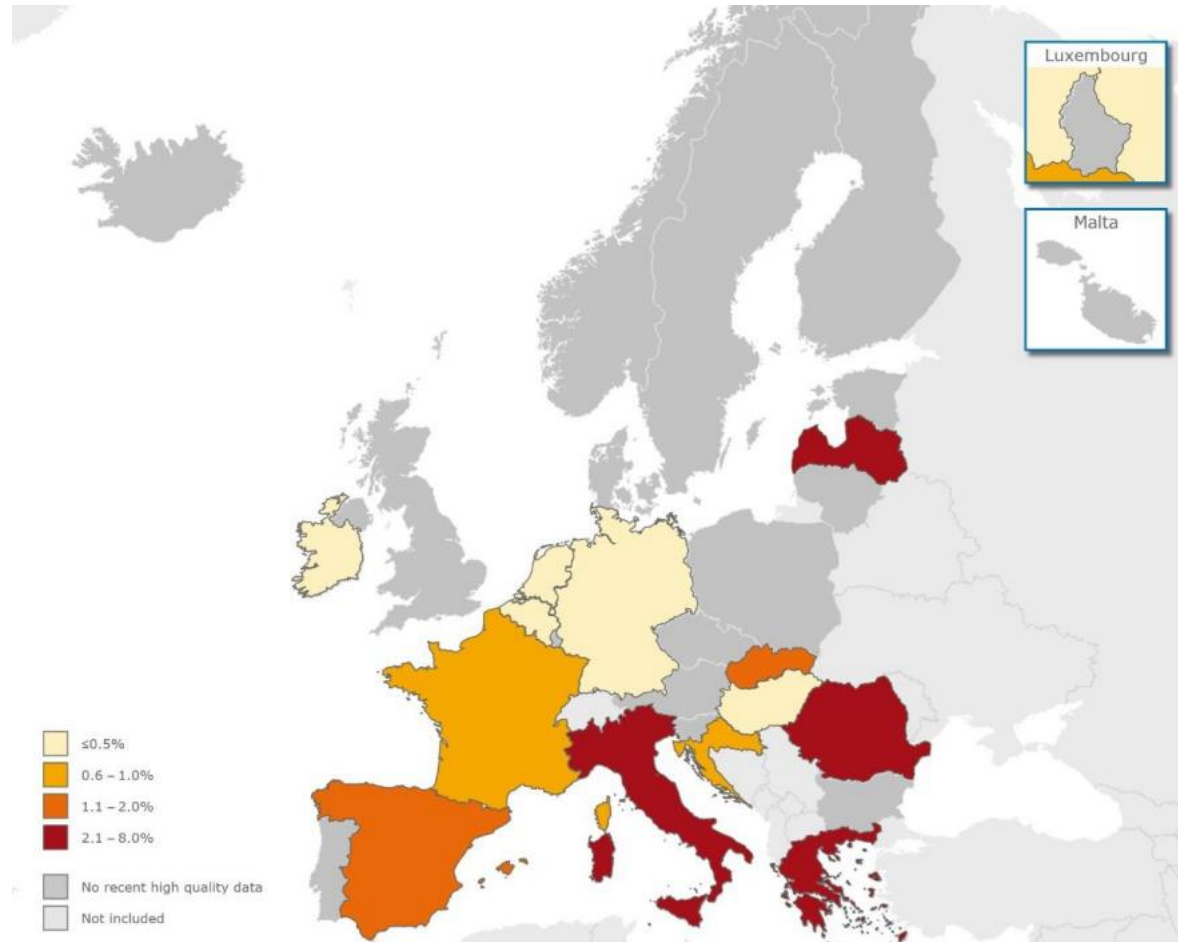 Luxembourg
Malta
≤0.5%
0.6 – 1.0%
1.1 – 2.0%
2.1 – 8.0%
No recent high quality data
Not included